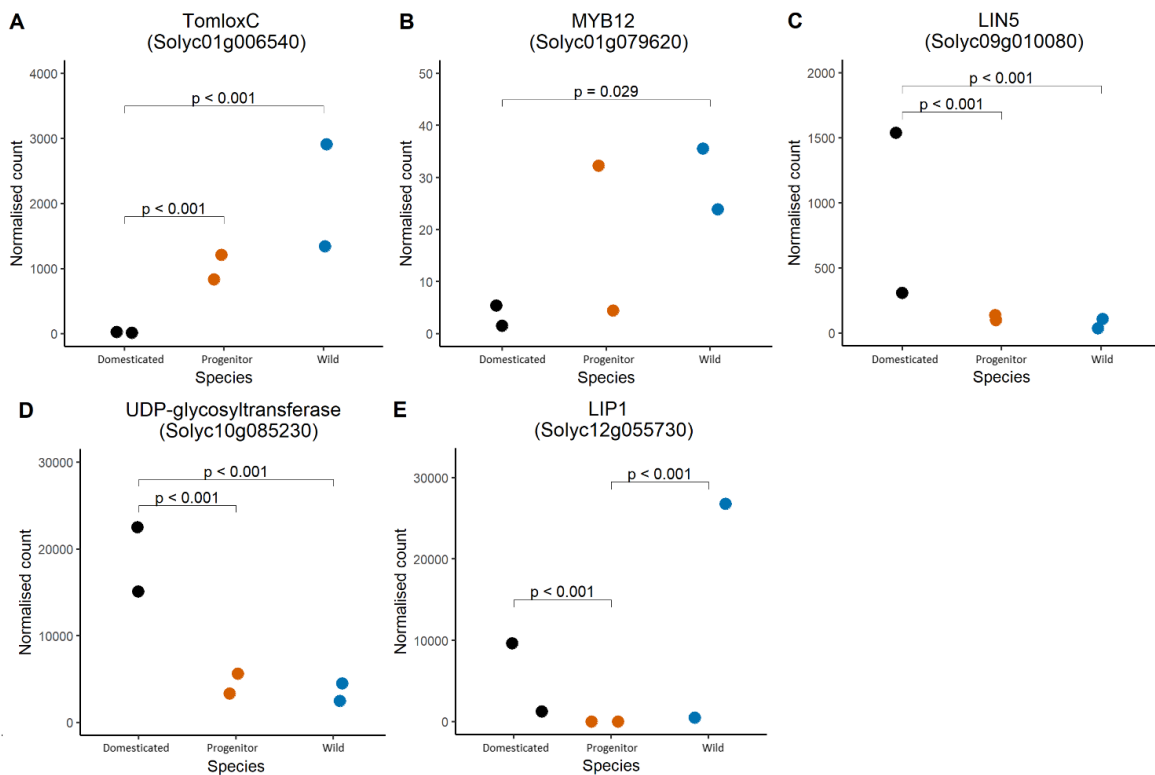 A
TomloxC
(Solyc01g006540)
4000
3000
2000
1000
0
Normalised count
p < 0.001
p < 0.001
Domesticated Progenitor Wild
Species
B
MYB12
(Solyc01g079620)
50
40
30
20
10
0
Normalised count
p = 0.029
Domesticated Progenitor Wild
Species
C
LIN5
(Solyc09g010080)
2000
1500
1000
500
0
Normalised count
p < 0.001
p < 0.001
Domesticated Progenitor Wild
Species
D
UDP-glycosyltransferase
(Solyc10g085230)
30000
20000
10000
0
Normalised count
p < 0.001
p < 0.001
Domesticated Progenitor Wild
Species
E
LIP1
(Solyc12g055730)
30000
20000
10000
0
Normalised count
p < 0.001
p < 0.001
Domesticated Progenitor Wild
Species